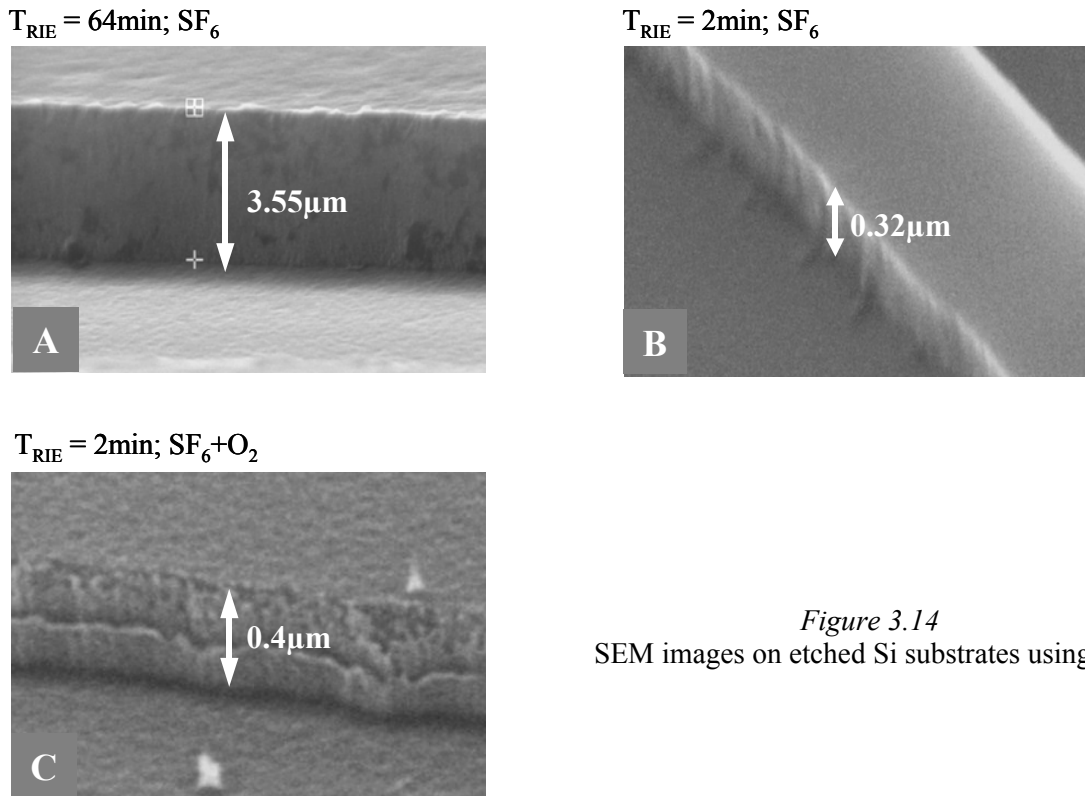 T_RIE = 64min; SF₆
T_RIE = 2min; SF₆
3.55µm
A
0.32µm
B
T_RIE = 2min; SF₆+O₂
0.4µm
C
Figure 3.14
SEM images on etched Si substrates using